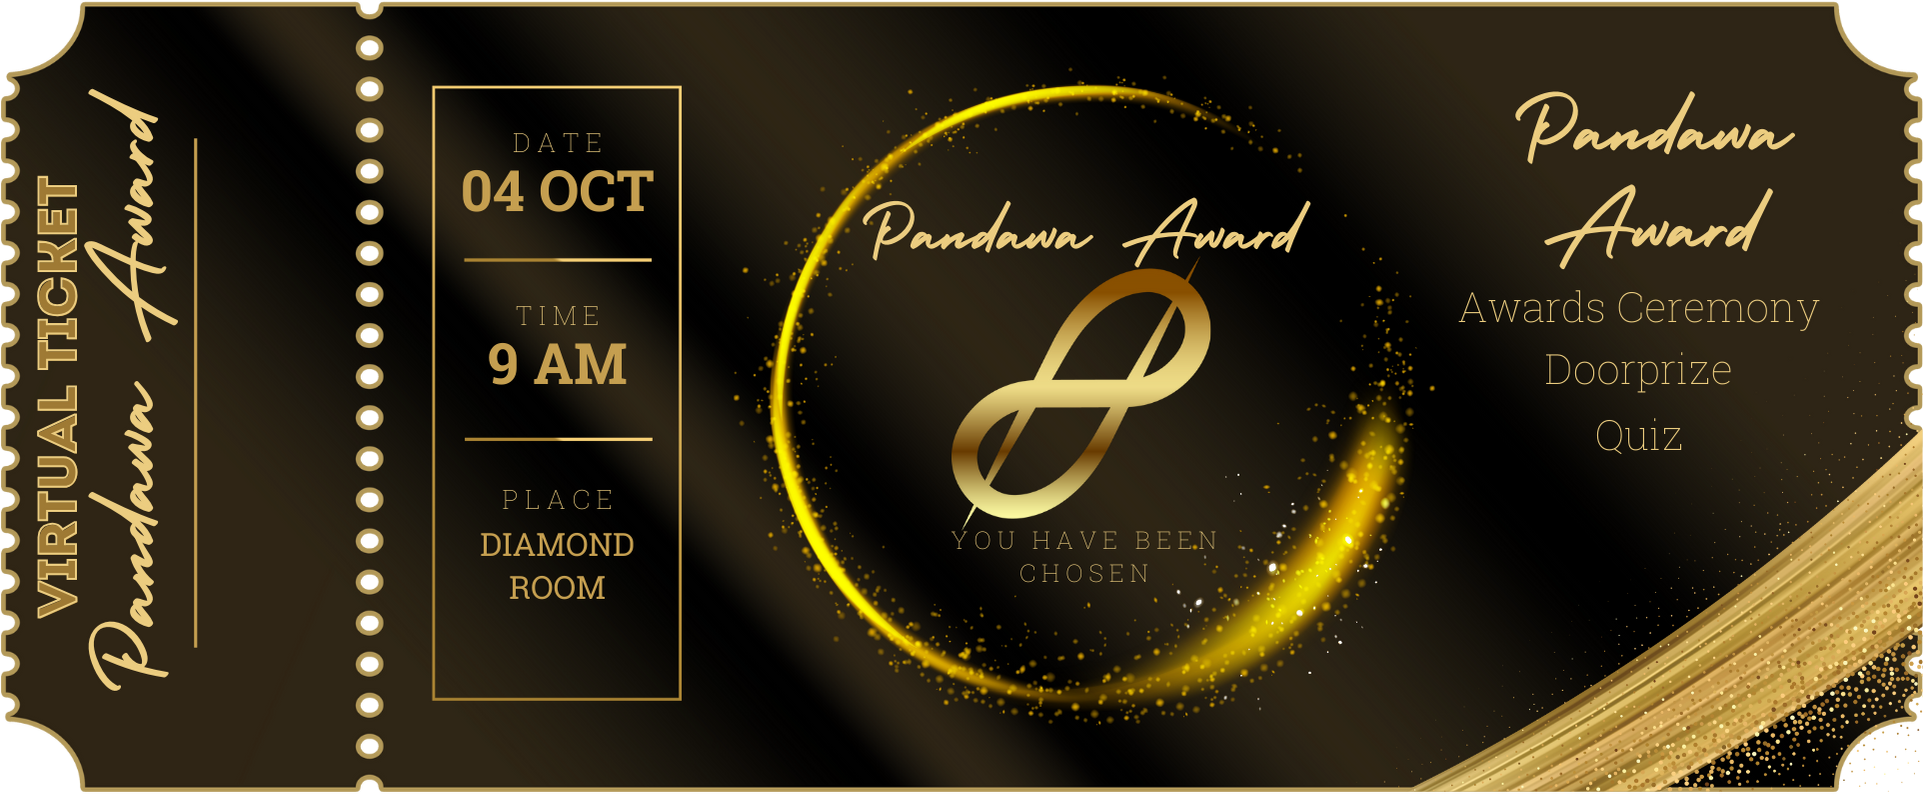 VIRTUAL TICKET
Pandawa Award
DATE
04 OCT
TIME
9 AM
PLACE
DIAMOND
ROOM
Pandawa Award
YOU HAVE BEEN
CHOSEN
Pandawa
Award
Awards Ceremony
Doorprize
Quiz